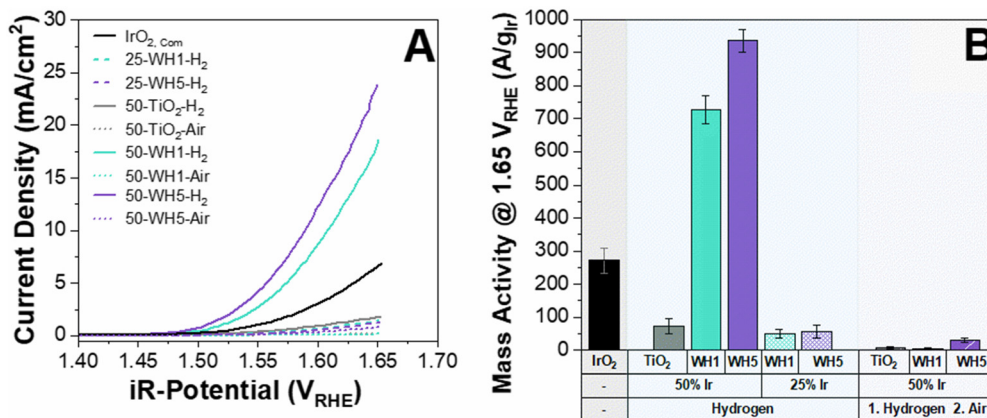 A
Current Density (mA/cm²)
30
25
20
15
10
5
0
IrO₂, Com
25-WH1-H₂
25-WH5-H₂
50-TiO₂-H₂
50-TiO₂-Air
50-WH1-H₂
50-WH1-Air
50-WH5-H₂
50-WH5-Air
1.40 1.45 1.50 1.55 1.60 1.65 1.70
iR-Potential (V_RHE)
B
Mass Activity @ 1.65 V_RHE (A/g_Ir)
1000
900
800
700
600
500
400
300
200
100
0
IrO₂ TiO₂ WH1 WH5 WH1 WH5 TiO₂ WH1 WH5
- 50% Ir 25% Ir 50% Ir
- Hydrogen 1. Hydrogen 2. Air